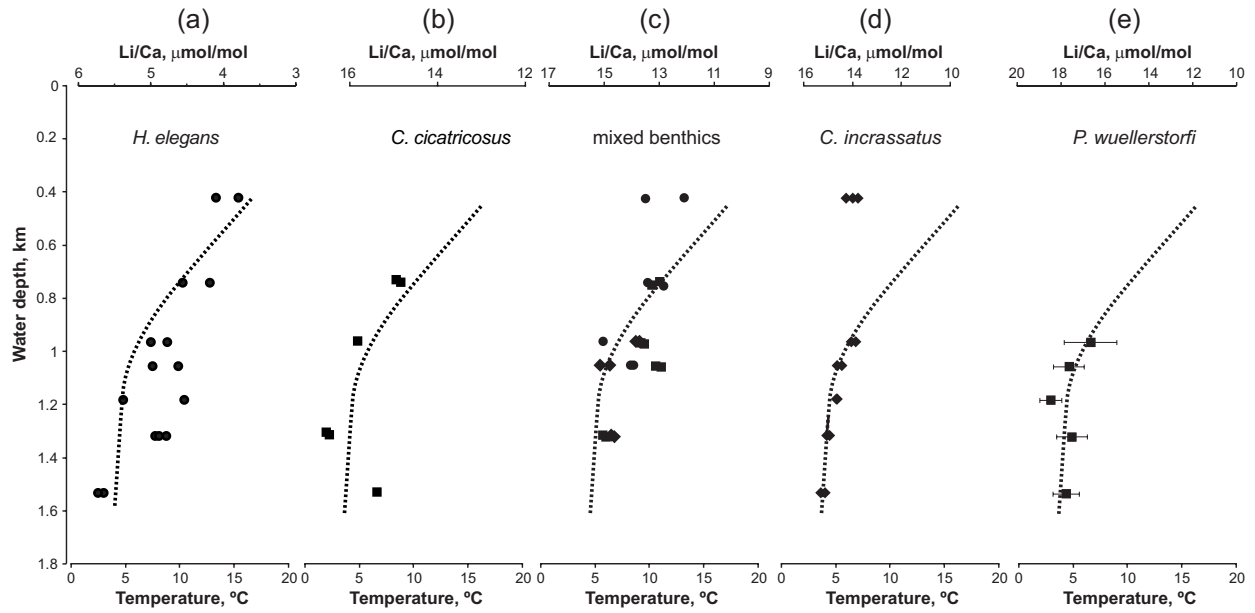 (a) (b) (c) (d) (e)
Li/Ca, μmol/mol Li/Ca, μmol/mol Li/Ca, μmol/mol Li/Ca, μmol/mol Li/Ca, μmol/mol
6 5 4 3 16 14 12 17 15 13 11 9 16 14 12 10 20 18 16 14 12 10
0
H. elegans C. cicatricosus mixed benthics C. incrassatus P. wuellerstorfi
0.2
0.4
0.6
0.8
Water depth, km
1
1.2
1.4
1.6
1.8
0 5 10 15 20 0 5 10 15 20 0 5 10 15 20 0 5 10 15 20 0 5 10 15 20
Temperature, ºC Temperature, ºC Temperature, ºC Temperature, ºC Temperature, ºC